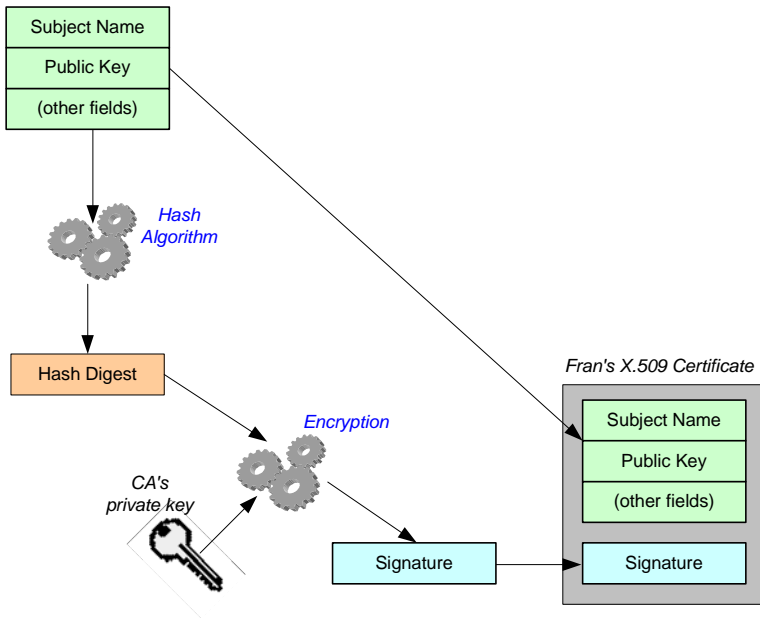 Subject Name
Public Key
(other fields)
Hash
Algorithm
Hash Digest
Encryption
CA's
private key
Signature
Fran's X.509 Certificate
Subject Name
Public Key
(other fields)
Signature